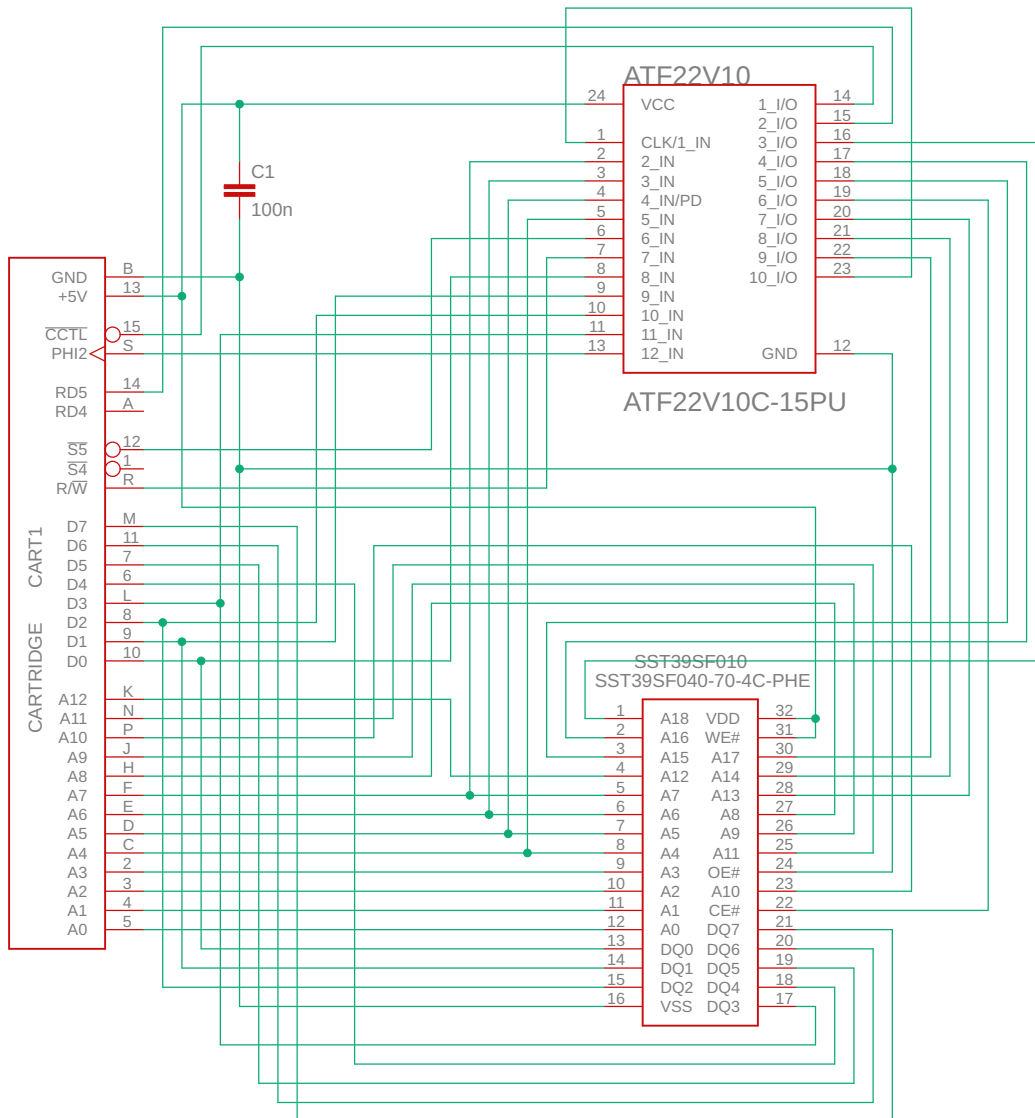 ATF22V10
24 VCC 1_I/O 14
2_I/O 15
1 CLK/1_IN 3_I/O 16
2 2_IN 4_I/O 17
3 3_IN 5_I/O 18
4 4_IN/PD 6_I/O 19
5 5_IN 7_I/O 20
6 6_IN 8_I/O 21
7 7_IN 9_I/O 22
8 8_IN 10_I/O 23
9 9_IN
10 10_IN
11 11_IN
13 12_IN GND 12
ATF22V10C-15PU
C1
100n
CARTRIDGE CART1
GND B
+5V 13
CCTL 15
PHI2 S
RD5 14
RD4 A
S5 12
S4 1
R/W R
D7 M
D6 11
D5 7
D4 6
D3 L
D2 8
D1 9
D0 10
A12 K
A11 N
A10 P
A9 J
A8 H
A7 F
A6 E
A5 D
A4 C
A3 2
A2 3
A1 4
A0 5
SST39SF010
SST39SF040-70-4C-PHE
1 A18 VDD 32
2 A16 WE# 31
3 A15 A17 30
4 A12 A14 29
5 A7 A13 28
6 A6 A8 27
7 A5 A9 26
8 A4 A11 25
9 A3 OE# 24
10 A2 A10 23
11 A1 CE# 22
12 A0 DQ7 21
13 DQ0 DQ6 20
14 DQ1 DQ5 19
15 DQ2 DQ4 18
16 VSS DQ3 17